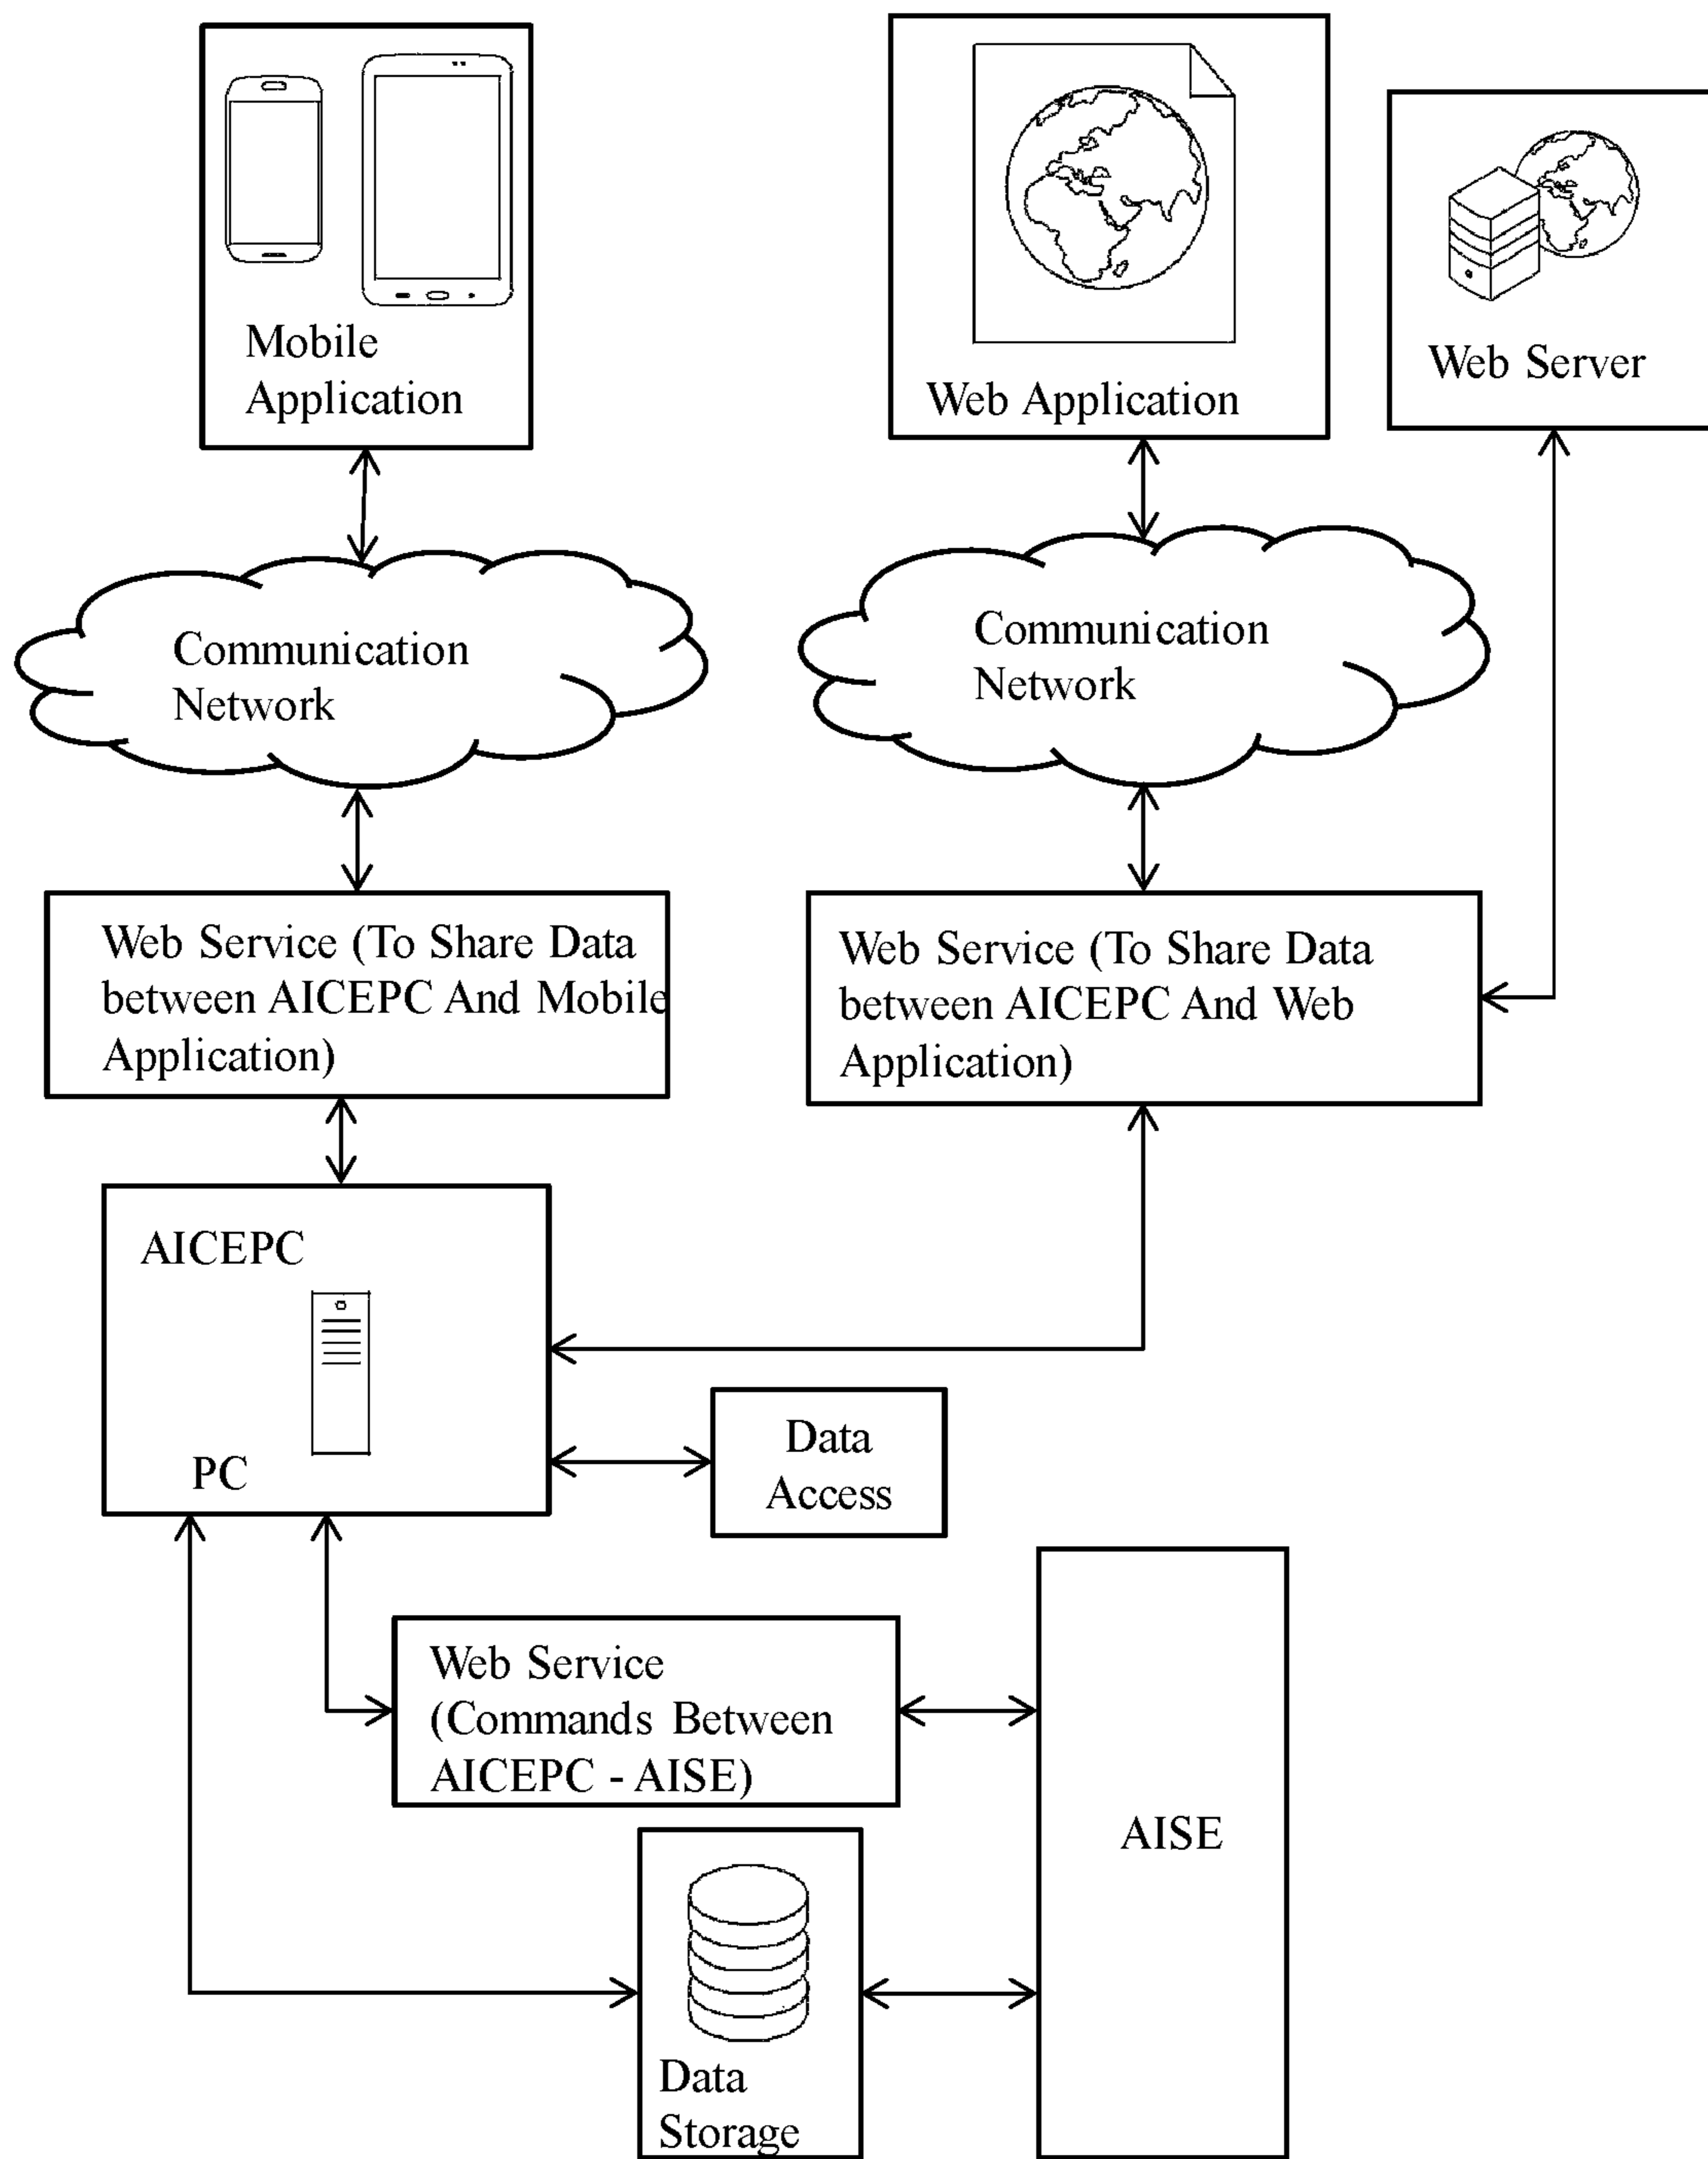 Mobile
Application
Web Application
Web Server
Communication
Network
Communication
Network
Web Service (To Share Data
between AICEPC And Mobile
Application)
Web Service (To Share Data
between AICEPC And Web
Application)
AICEPC
PC
Data
Access
Web Service
(Commands Between
AICEPC - AISE)
AISE
Data
Storage